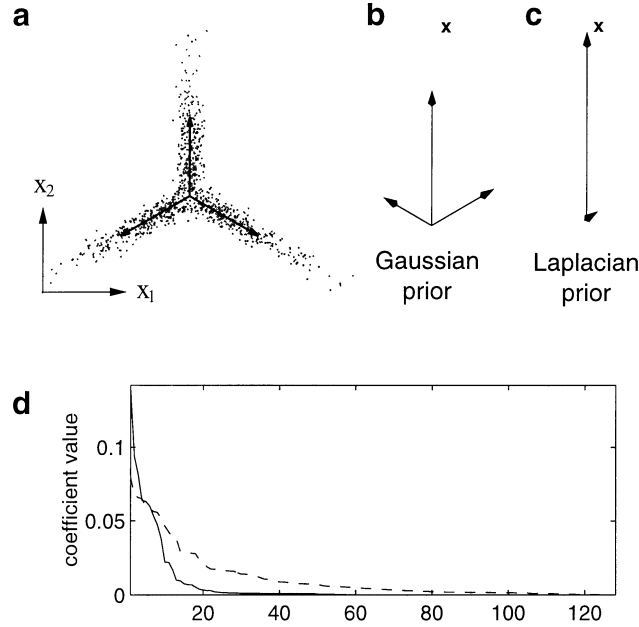 a
b
c
x
x
x₂
x₁
Gaussian
prior
Laplacian
prior
d
coefficient value
0.1
0.05
0
20
40
60
80
100
120